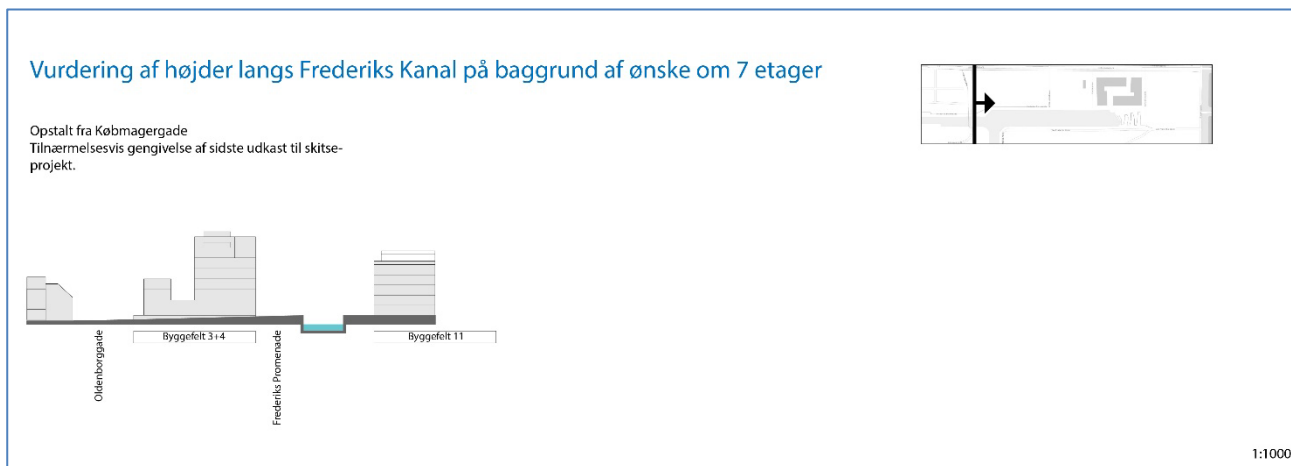 Vurdering af højder langs Frederiks Kanal på baggrund af ønske om 7 etager
Opstalt fra Købmagergade
Tilnærmelsesvis gengivelse af sidste udkast til skitse-
projekt.
Oldenborggade
Byggefelt 3+4
Frederiks Promenade
Byggefelt 11
1:1000